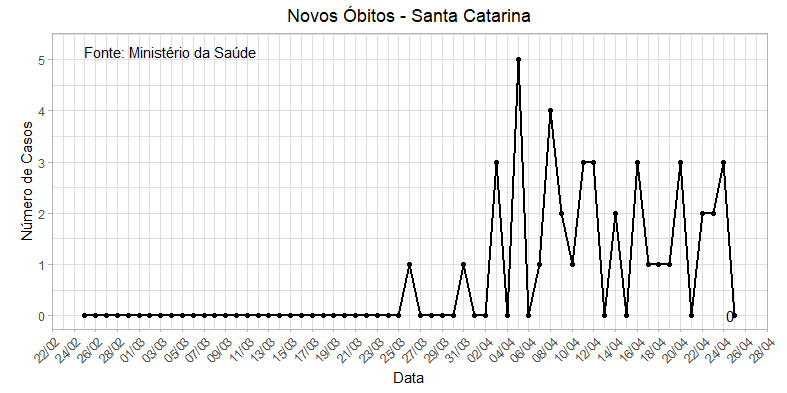 Novos Óbitos - Santa Catarina
Fonte: Ministério da Saúde
Número de Casos
5
4
3
2
1
0
0
22/02 24/02 26/02 28/02 01/03 03/03 05/03 07/03 09/03 11/03 13/03 15/03 17/03 19/03 21/03 23/03 25/03 27/03 29/03 31/03 02/04 04/04 06/04 08/04 10/04 12/04 14/04 16/04 18/04 20/04 22/04 24/04 26/04 28/04
Data